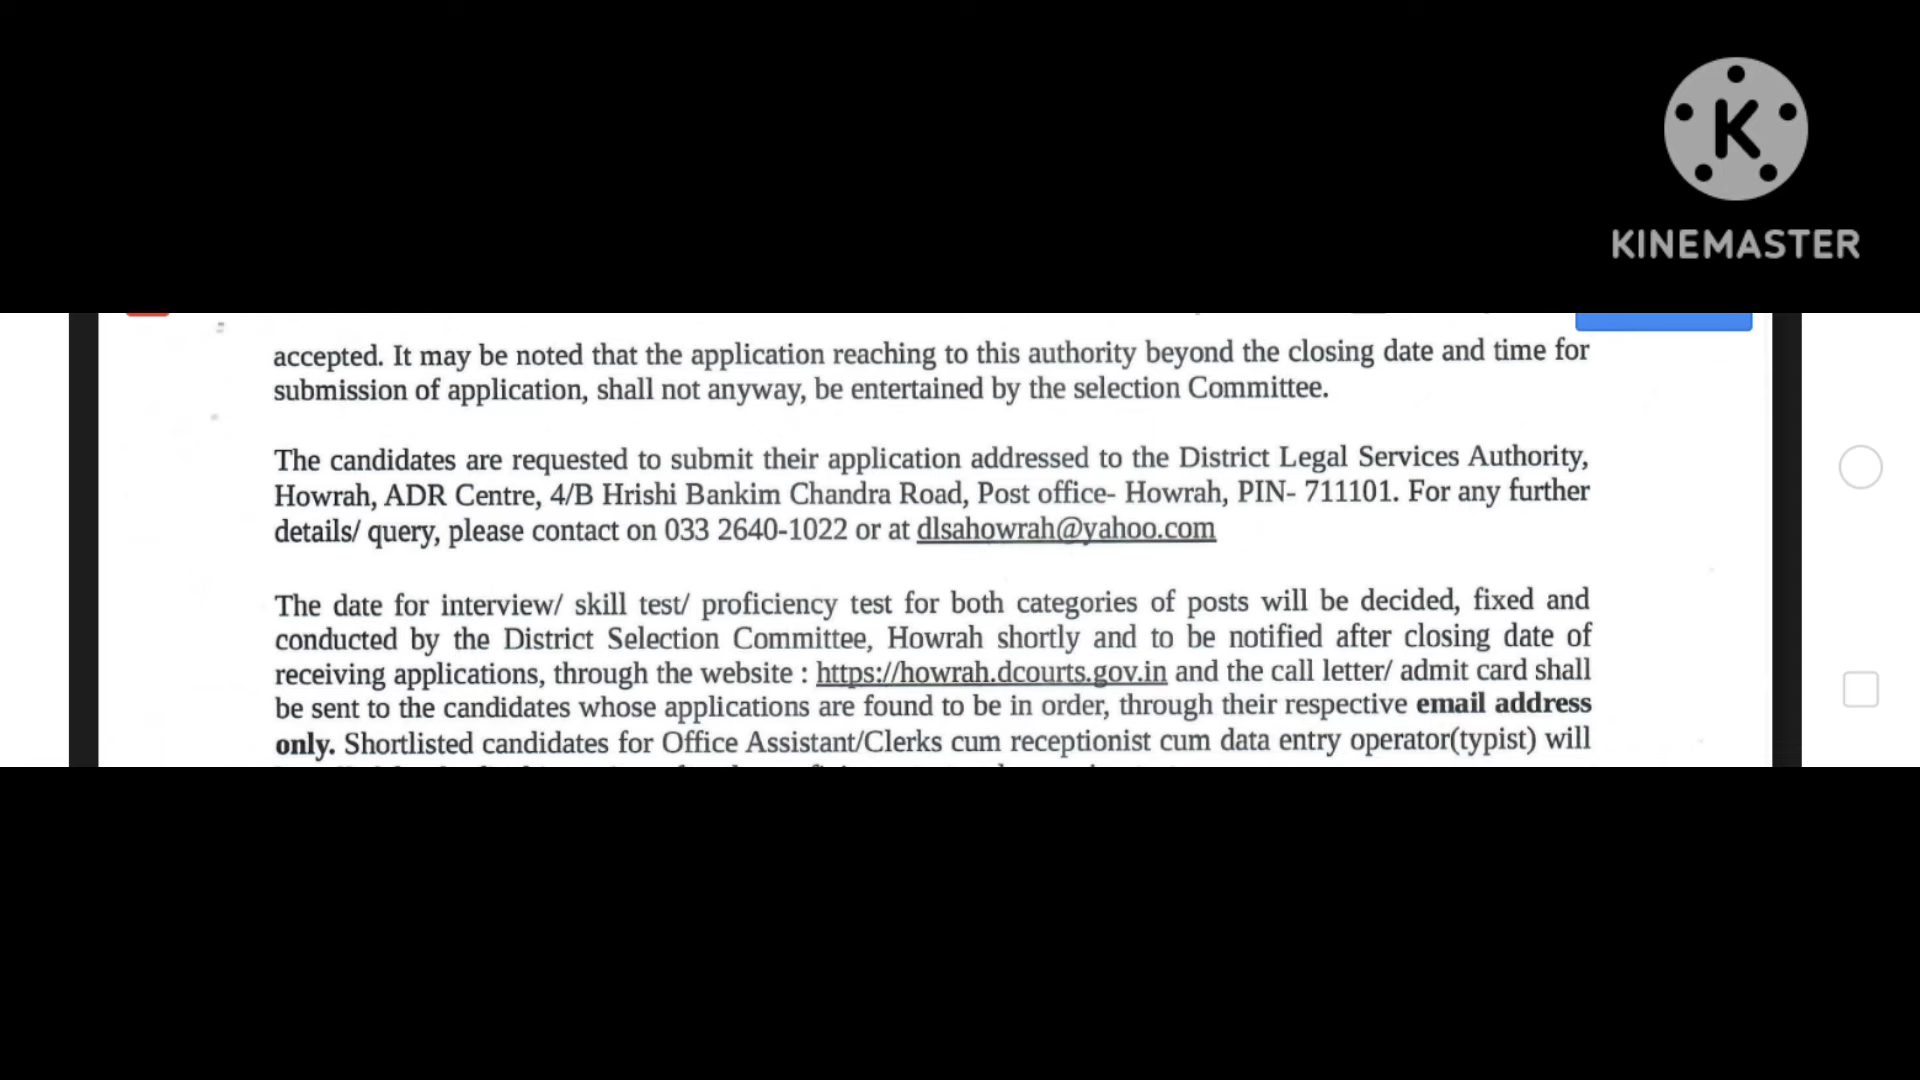 K
KINEMASTER
accepted. It may be noted that the application reaching to this authority beyond the closing date and time for
submission of application, shall not anyway, be entertained by the selection Committee.
The candidates are requested to submit their application addressed to the District Legal Services Authority,
Howrah, ADR Centre, 4/B Hrishi Bankim Chandra Road, Post office- Howrah, PIN- 711101. For any further
details/ query, please contact on 033 2640-1022 or at dlsahowrah@yahoo.com
The date for interview/ skill test/ proficiency test for both categories of posts will be decided, fixed and
conducted by the District Selection Committee, Howrah shortly and to be notified after closing date of
receiving applications, through the website : https://howrah.dcourts.gov.in and the call letter/ admit card shall
be sent to the candidates whose applications are found to be in order, through their respective email address
only. Shortlisted candidates for Office Assistant/Clerks cum receptionist cum data entry operator(typist) will